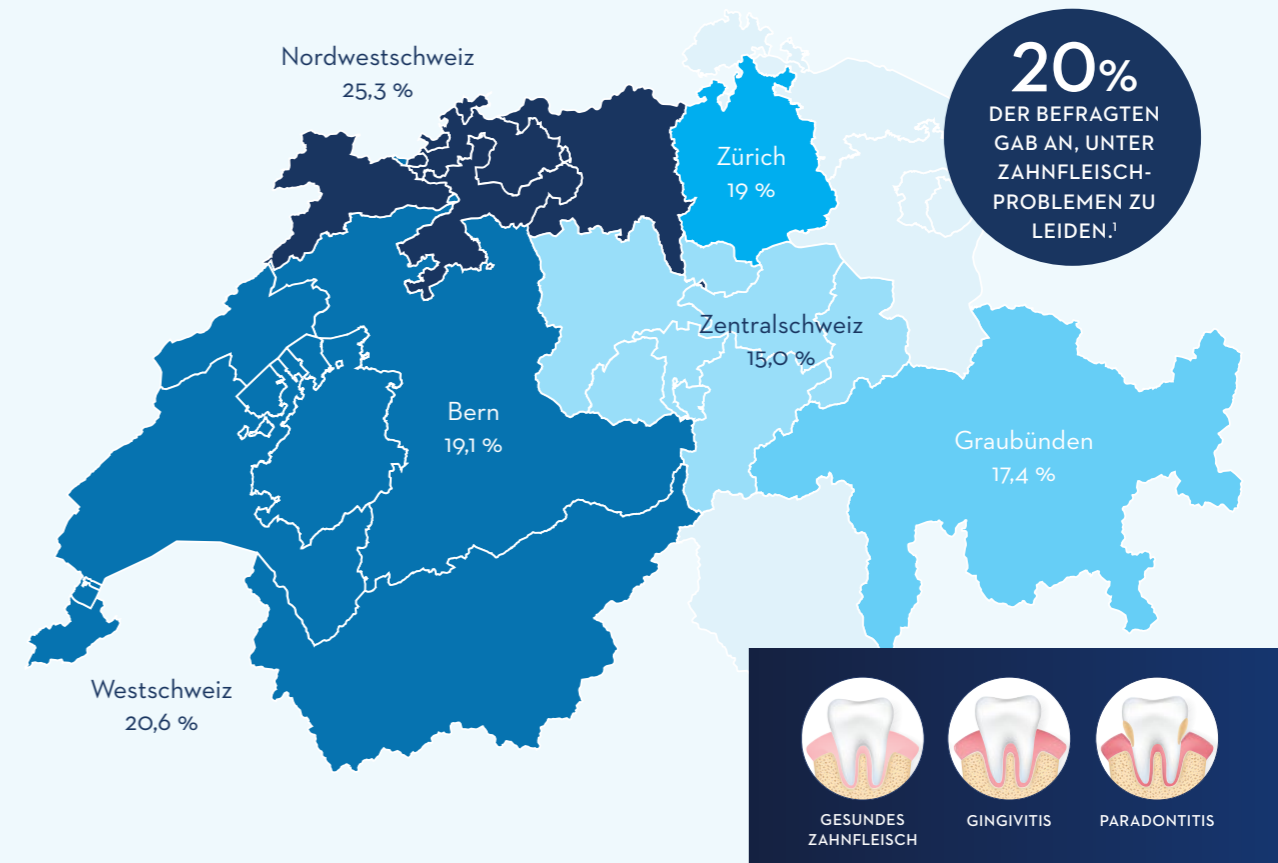 Nordwestschweiz
25,3 %
20%
DER BEFRAGTEN
GAB AN, UNTER
ZAHNFLEISCH-
PROBLEMEN ZU
LEIDEN.¹
Zürich
19 %
Zentralschweiz
15,0 %
Bern
19,1 %
Graubünden
17,4 %
Westschweiz
20,6 %
GESUNDES
ZAHNFLEISCH
GINGIVITIS
PARADONTITIS